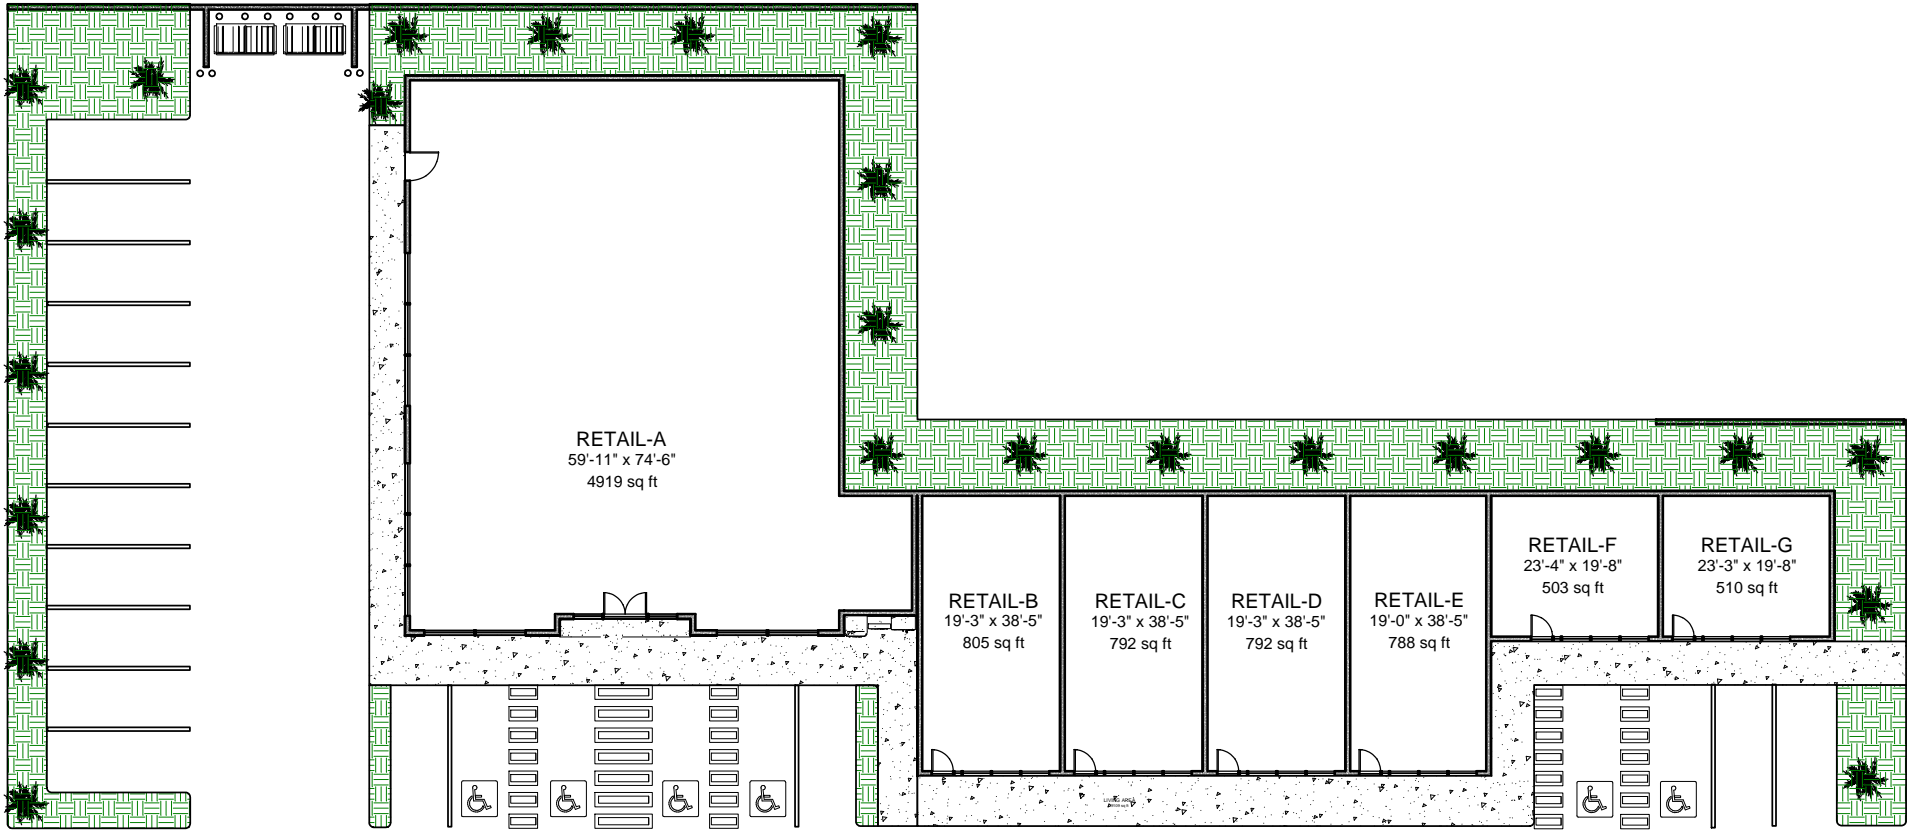 RETAIL-A
59'-11" x 74'-6"
4919 sq ft
RETAIL-B
19'-3" x 38'-5"
805 sq ft
RETAIL-C
19'-3" x 38'-5"
792 sq ft
RETAIL-D
19'-3" x 38'-5"
792 sq ft
RETAIL-E
19'-0" x 38'-5"
788 sq ft
RETAIL-F
23'-4" x 19'-8"
503 sq ft
RETAIL-G
23'-3" x 19'-8"
510 sq ft
LIVING AREA